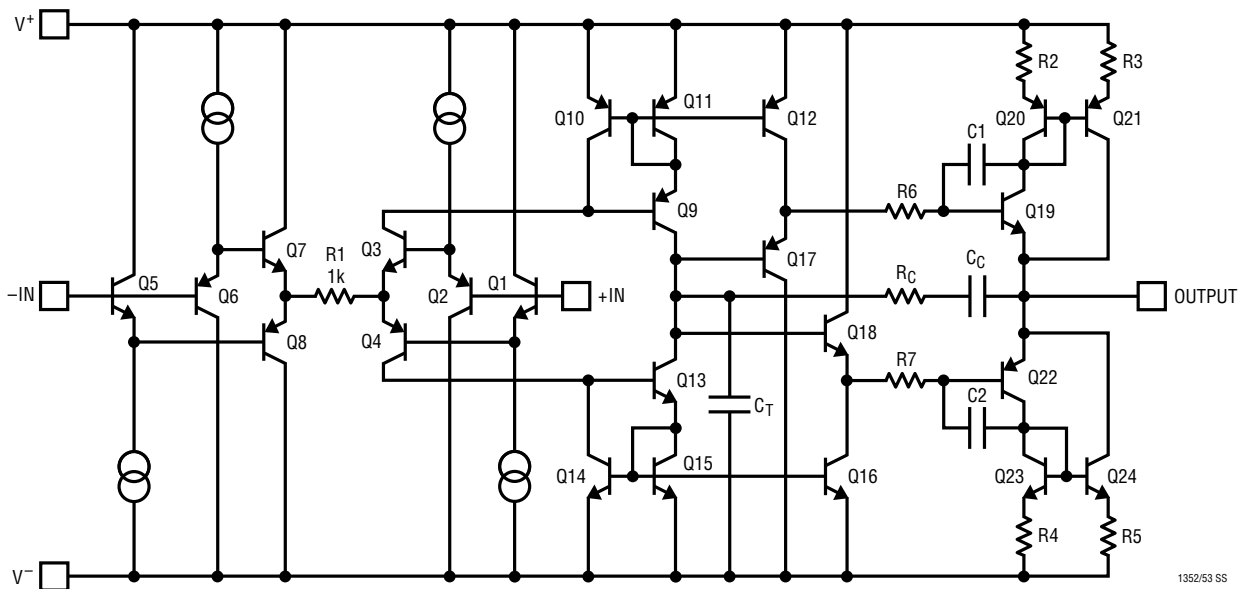 V+
R2
R3
Q10
Q11
Q12
Q20
Q21
C1
Q9
R6
Q19
Q7
Q3
R1
1k
Q17
–IN
Q5
Q6
Q2
Q1
+IN
RC
CC
OUTPUT
Q8
Q4
Q18
Q13
R7
Q22
CT
C2
Q14
Q15
Q16
Q23
Q24
R4
R5
V–
1352/53 SS